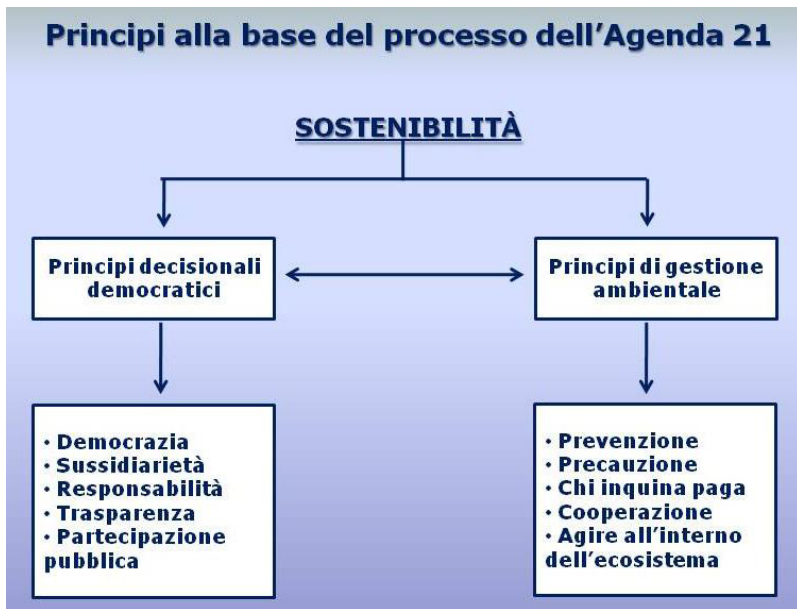 Principi alla base del processo dell’Agenda 21
SOSTENIBILITÀ
Principi decisionali
democratici
Principi di gestione
ambientale
• Democrazia
• Sussidiarietà
• Responsabilità
• Trasparenza
• Partecipazione
pubblica
• Prevenzione
• Precauzione
• Chi inquina paga
• Cooperazione
• Agire all’interno
dell’ecosistema